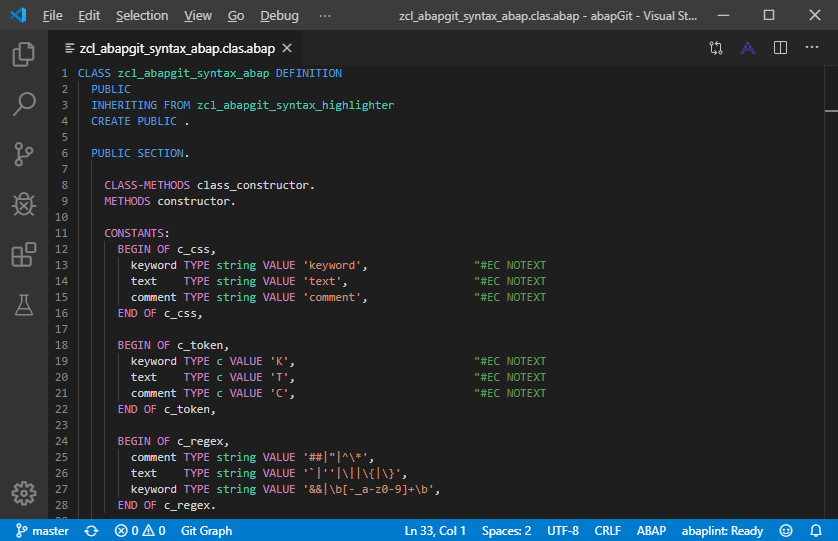 File Edit Selection View Go Debug ··· zcl_abapgit_syntax_abap.clas.abap - abapGit - Visual St...
zcl_abapgit_syntax_abap.clas.abap
1 CLASS zcl_abapgit_syntax_abap DEFINITION
2   PUBLIC
3   INHERITING FROM zcl_abapgit_syntax_highlighter
4   CREATE PUBLIC .
5
6   PUBLIC SECTION.
7
8     CLASS-METHODS class_constructor.
9     METHODS constructor.
10
11     CONSTANTS:
12       BEGIN OF c_css,
13         keyword TYPE string VALUE 'keyword',                "#EC NOTEXT
14         text    TYPE string VALUE 'text',                   "#EC NOTEXT
15         comment TYPE string VALUE 'comment',                "#EC NOTEXT
16       END OF c_css,
17
18       BEGIN OF c_token,
19         keyword TYPE c VALUE 'K',                           "#EC NOTEXT
20         text    TYPE c VALUE 'T',                           "#EC NOTEXT
21         comment TYPE c VALUE 'C',                           "#EC NOTEXT
22       END OF c_token,
23
24       BEGIN OF c_regex,
25         comment TYPE string VALUE '##|"|^\*',
26         text    TYPE string VALUE '`|''|\||\{|\}',
27         keyword TYPE string VALUE '&&|\b[-_a-z0-9]+\b',
28       END OF c_regex.
master 0 0 Git Graph Ln 33, Col 1 Spaces: 2 UTF-8 CRLF ABAP abaplint: Ready